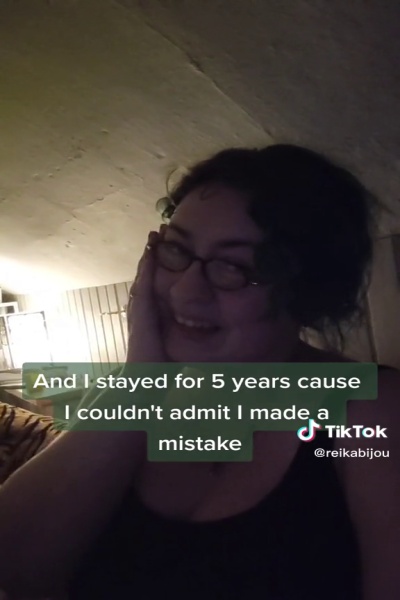 And I stayed for 5 years cause
I couldn't admit I made a
mistake
TikTok
@reikabijou